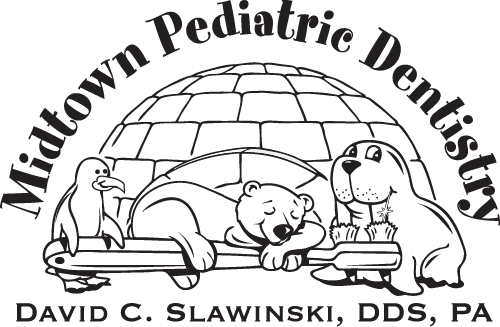 Midtown Pediatric Dentistry
DAVID C. SLAWINSKI, DDS, PA